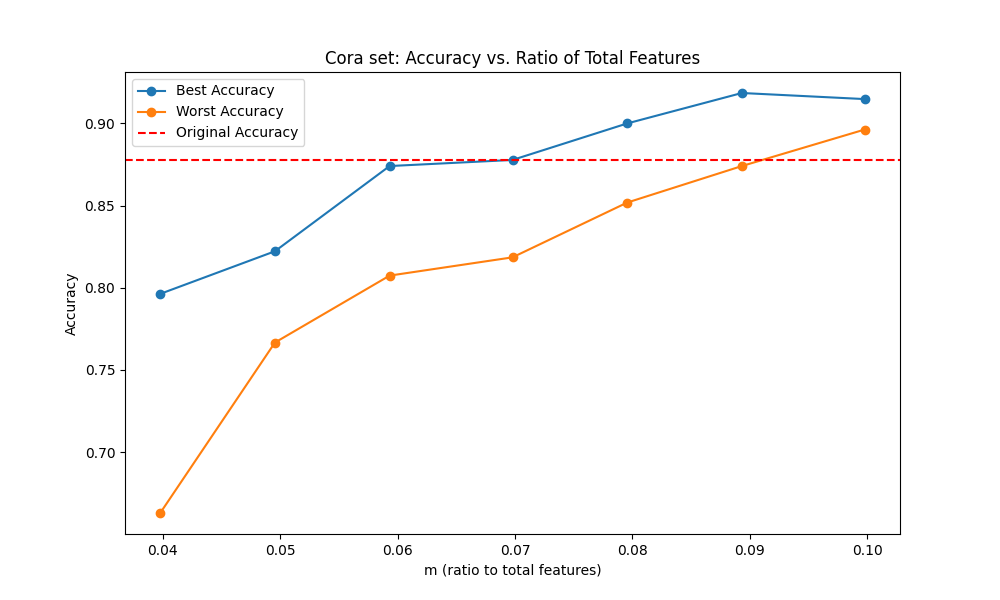 Cora set: Accuracy vs. Ratio of Total Features
Best Accuracy
Worst Accuracy
Original Accuracy
Accuracy
0.90
0.85
0.80
0.75
0.70
0.04 0.05 0.06 0.07 0.08 0.09 0.10
m (ratio to total features)